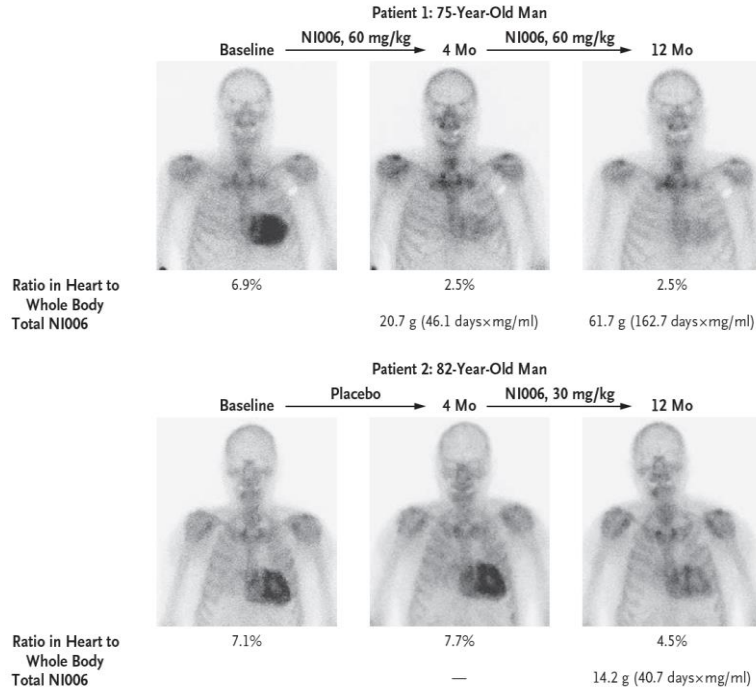 Patient 1: 75-Year-Old Man
NI006, 60 mg/kg NI006, 60 mg/kg
Baseline 4 Mo 12 Mo
Ratio in Heart to 6.9% 2.5% 2.5%
Whole Body
Total NI006 20.7 g (46.1 days×mg/ml) 61.7 g (162.7 days×mg/ml)
Patient 2: 82-Year-Old Man
Placebo NI006, 30 mg/kg
Baseline 4 Mo 12 Mo
Ratio in Heart to 7.1% 7.7% 4.5%
Whole Body
Total NI006 — 14.2 g (40.7 days×mg/ml)